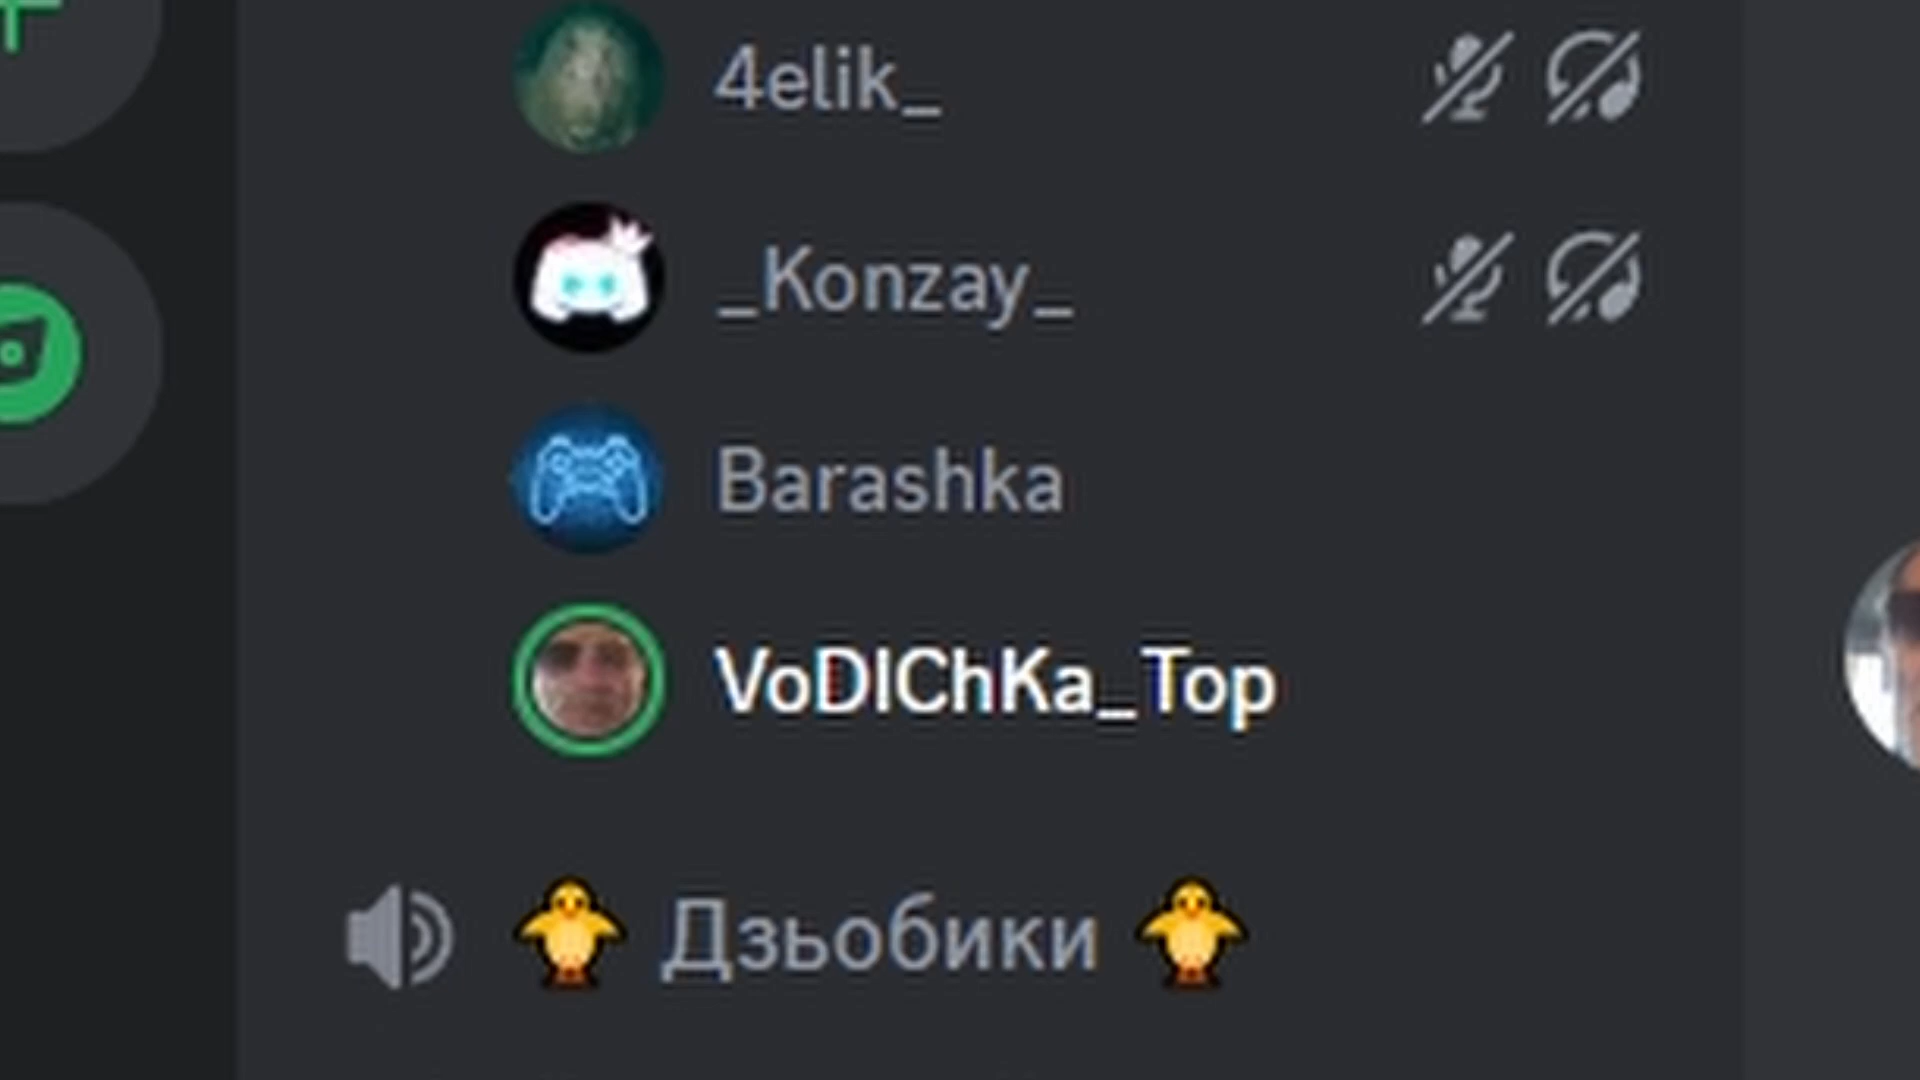 4elik_
_Konzay_
Barashka
VoDIChKa_Top
🐥 Дзьобики 🐥